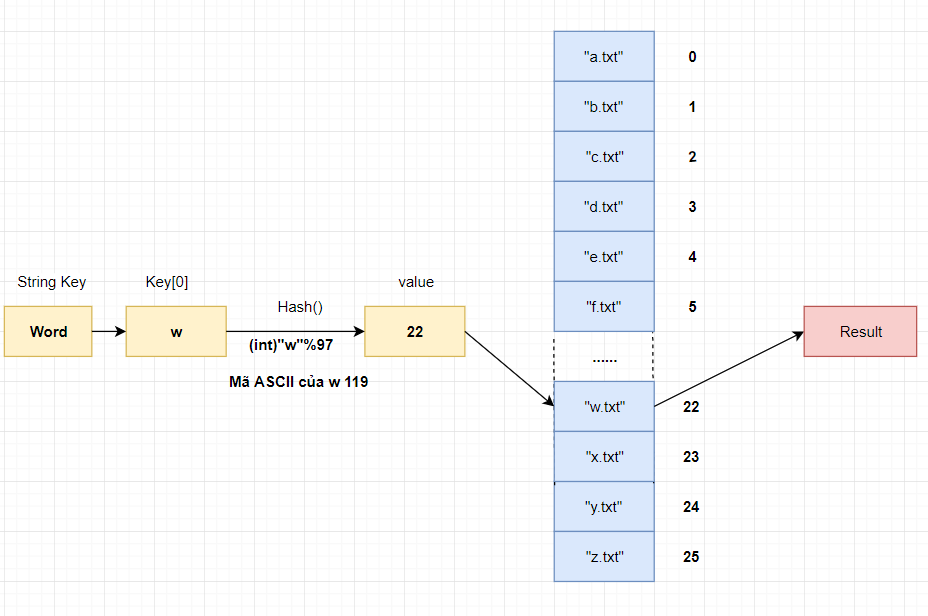 String Key
Word
Key[0]
w
Hash()
(int)"w"%97
Mã ASCII của w 119
value
22
"a.txt" 0
"b.txt" 1
"c.txt" 2
"d.txt" 3
"e.txt" 4
"f.txt" 5
......
"w.txt" 22
"x.txt" 23
"y.txt" 24
"z.txt" 25
Result